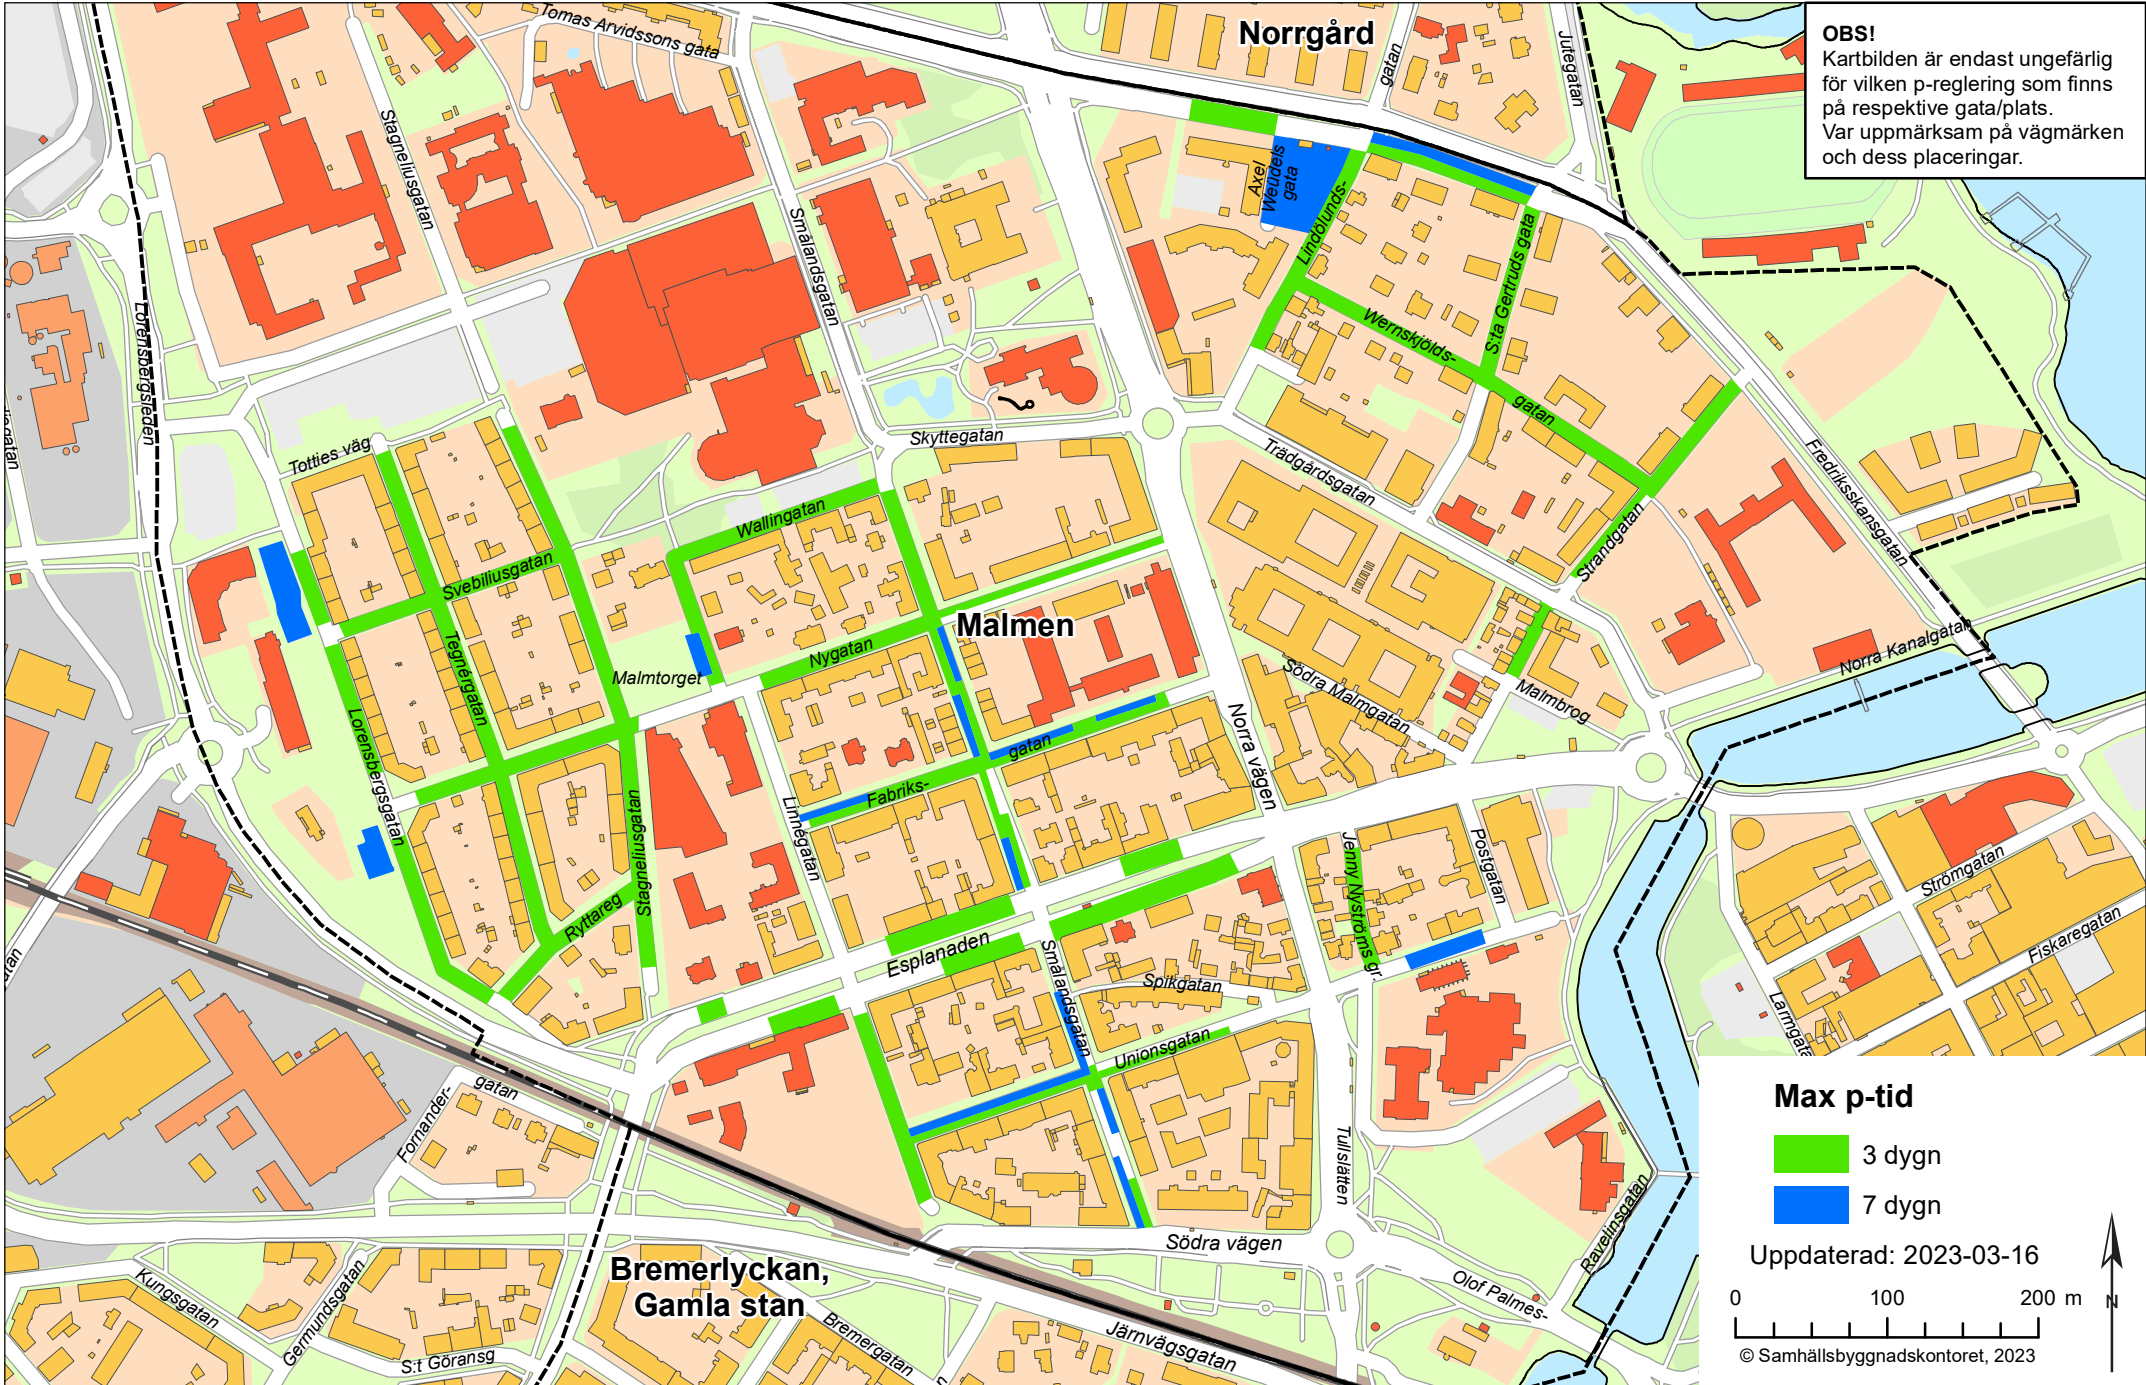 Norrgård
OBS!
Kartbilden är endast ungefärlig
för vilken p-reglering som finns
på respektive gata/plats.
Var uppmärksam på vägmärken
och dess placeringar.
Tomas Arvidssons gata
gatan
Jutegatan
Stagneliusgatan
Smålandsgatan
Axel
Weudels
gata
Lindölunds-
S:ta Gertruds gata
Lorensbergsleden
Wernskjölds-
gatan
Totties väg
Skyttegatan
Trädgårdsgatan
Fredriksskansgatan
Wallingatan
Strandgatan
Svebiliusgatan
Tegnérgatan
Malmen
Nygatan
Malmtorget
Södra Malmgatan
Malmbrog
Norra Kanalgatan
Lorensbergsgatan
Norra vägen
gatan
Fabriks-
Linnégatan
Stagneliusgatan
Jenny Nyströms gr.
Postgatan
Strömgatan
Fiskaregatan
Ryttareg
Esplanaden
Smålandsgatan
Spikgatan
Unionsgatan
Larmgata
Fornander-
gatan
Tullslätten
Ravelinsgatan
Södra vägen
Olof Palmes-
Bremerlyckan,
Gamla stan
Kungsgatan
Germundsgatan
S:t Göransg
Bremergatan
Järnvägsgatan
Max p-tid
3 dygn
7 dygn
Uppdaterad: 2023-03-16
0 100 200 m
N
© Samhällsbyggnadskontoret, 2023